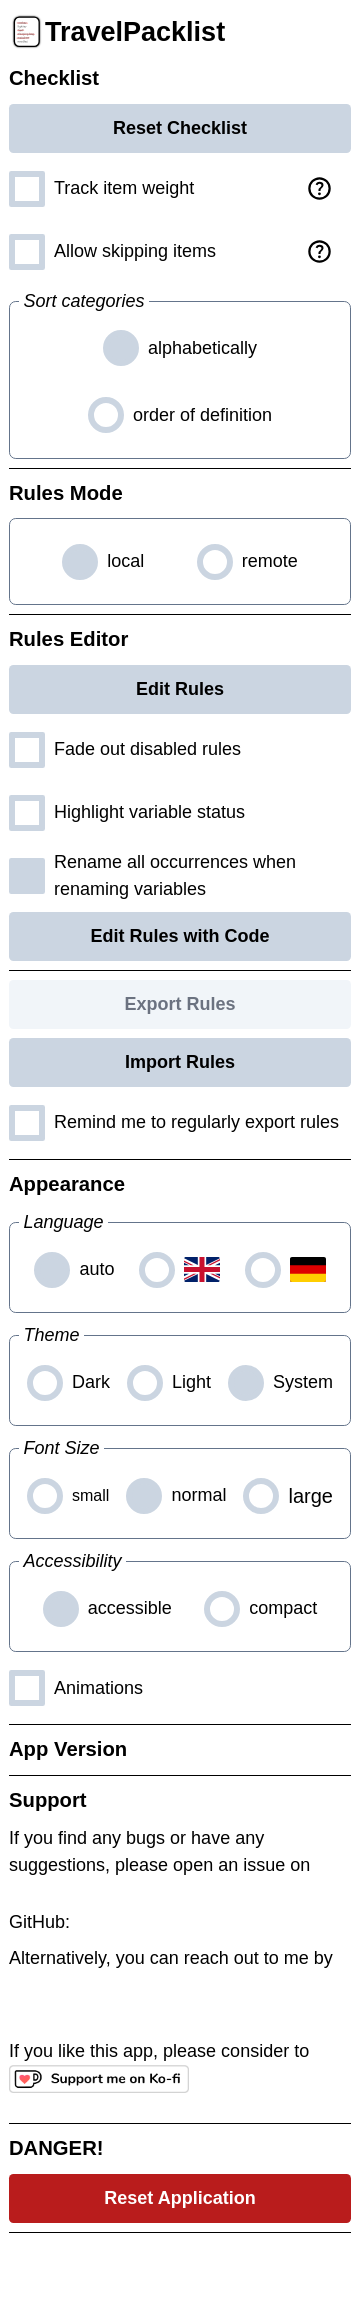 TravelPacklist
Checklist
Reset Checklist
Track item weight
Allow skipping items
Sort categories
alphabetically
order of definition
Rules Mode
local
remote
Rules Editor
Edit Rules
Fade out disabled rules
Highlight variable status
Rename all occurrences when
renaming variables
Edit Rules with Code
Export Rules
Import Rules
Remind me to regularly export rules
Appearance
Language
auto
Theme
Dark
Light
System
Font Size
small
normal
large
Accessibility
accessible
compact
Animations
App Version
Support
If you find any bugs or have any
suggestions, please open an issue on
GitHub:
Alternatively, you can reach out to me by
If you like this app, please consider to
Support me on Ko-fi
DANGER!
Reset Application